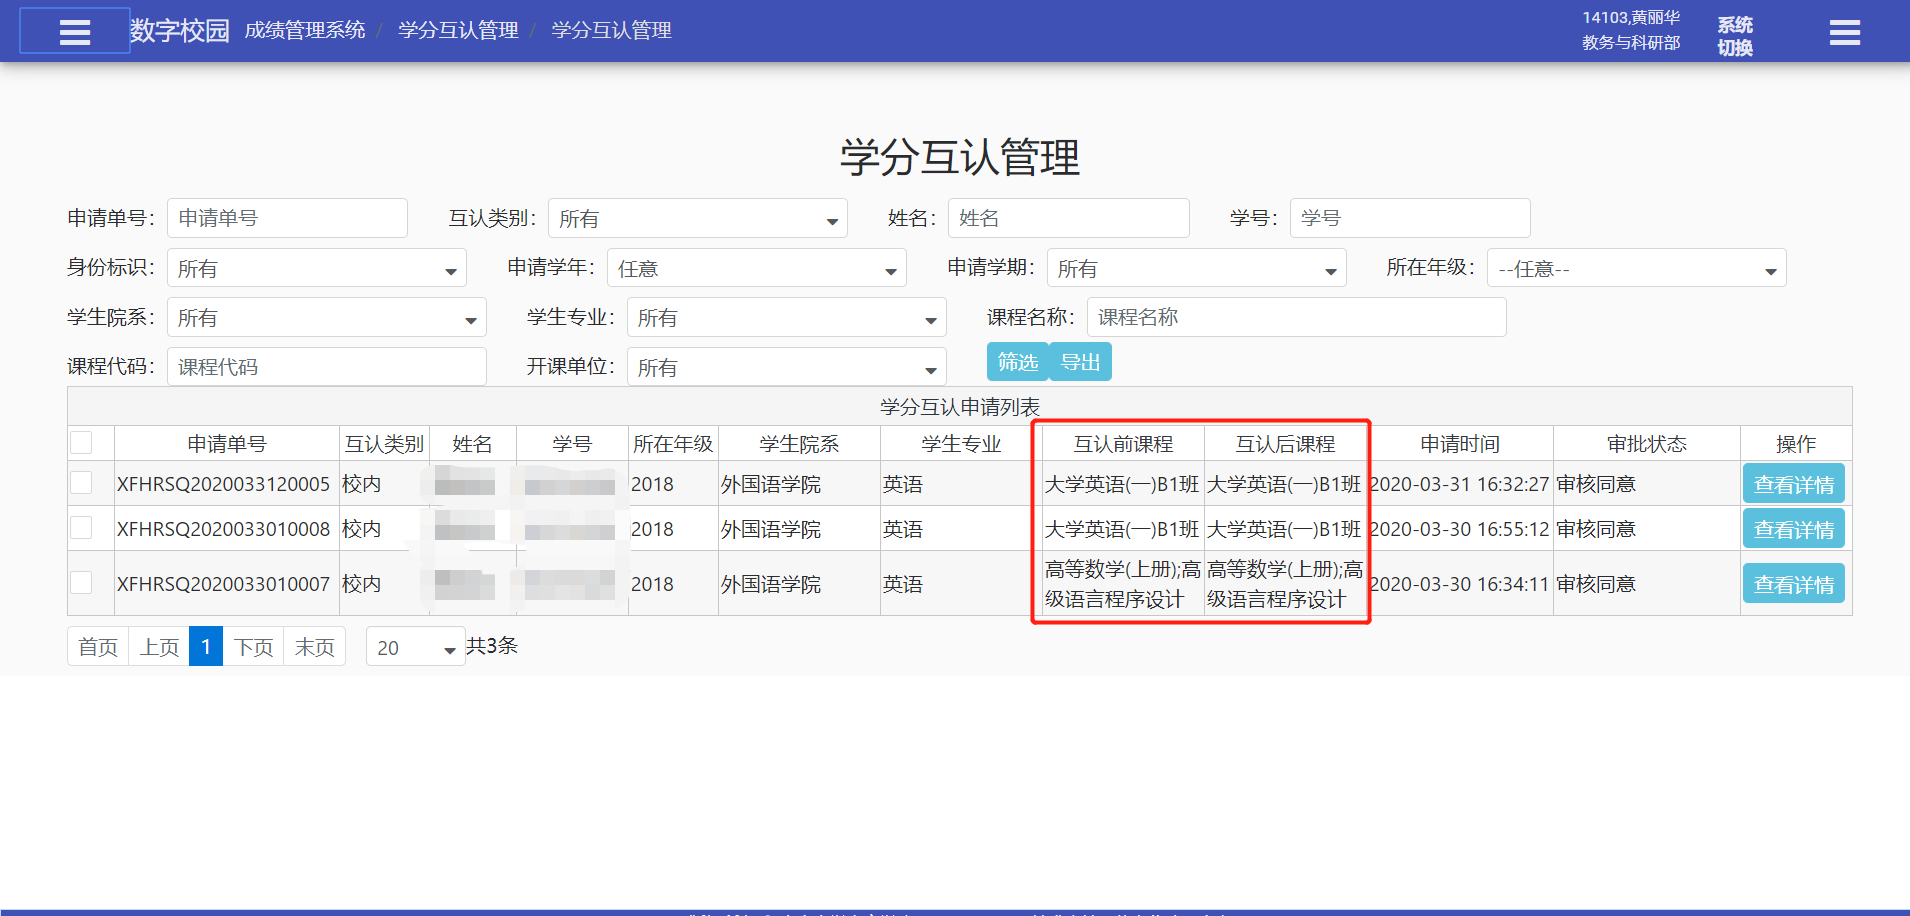 数字校园 成绩管理系统 / 学分互认管理 / 学分互认管理
14103,黄丽华
教务与科研部
系统
切换
学分互认管理
申请单号： 申请单号 互认类别： 所有 姓名： 姓名 学号： 学号
身份标识： 所有 申请学年： 任意 申请学期： 所有 所在年级： --任意--
学生院系： 所有 学生专业： 所有 课程名称： 课程名称
课程代码： 课程代码 开课单位： 所有 筛选 导出
学分互认申请列表
申请单号 互认类别 姓名 学号 所在年级 学生院系 学生专业 互认前课程 互认后课程 申请时间 审批状态 操作
XFHRSQ2020033120005 校内 2018 外国语学院 英语 大学英语(一)B1班 大学英语(一)B1班 2020-03-31 16:32:27 审核同意 查看详情
XFHRSQ2020033010008 校内 2018 外国语学院 英语 大学英语(一)B1班 大学英语(一)B1班 2020-03-30 16:55:12 审核同意 查看详情
XFHRSQ2020033010007 校内 2018 外国语学院 英语 高等数学(上册);高级语言程序设计 高等数学(上册);高级语言程序设计 2020-03-30 16:34:11 审核同意 查看详情
首页 上页 1 下页 末页 20 共3条